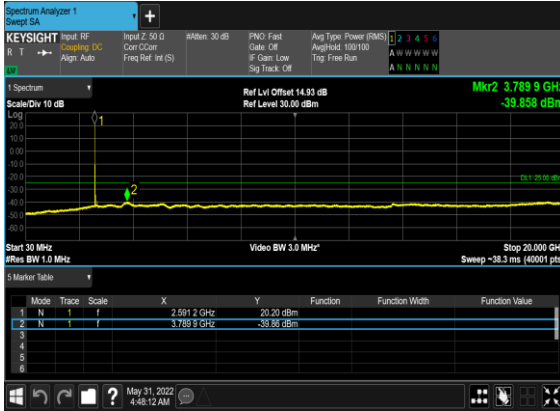 Spectrum Analyzer 1
Swept SA
+
KEYSIGHT Input: RF Input Z: 50 Ω #Atten: 30 dB PNO: Fast Avg Type: Power (RMS) 1 2 3 4 5 6
R T Coupling: DC Corr CCorr Gate: Off Avg|Hold: 100/100 A W W W W W
Align: Auto Freq Ref: Int (S) IF Gain: Low Trig: Free Run
Sig Track: Off A N N N N N
1 Spectrum Ref Lvl Offset 14.93 dB Mkr2 3.789 9 GHz
Scale/Div 10 dB Ref Level 30.00 dBm -39.858 dBm
Log
1
20.0
10.0
0.00
-10.0
DL1 -25.00 dBm
-20.0
-30.0
2
-40.0
-50.0
-60.0
Start 30 MHz Video BW 3.0 MHz* Stop 20.000 GH
#Res BW 1.0 MHz Sweep ~38.3 ms (40001 pts
5 Marker Table
Mode Trace Scale X Y Function Function Width Function Value
1 N 1 f 2.591 2 GHz 20.20 dBm
2 N 1 f 3.789 9 GHz -39.86 dBm
3
4
5
6
? May 31, 2022
4:48:12 AM